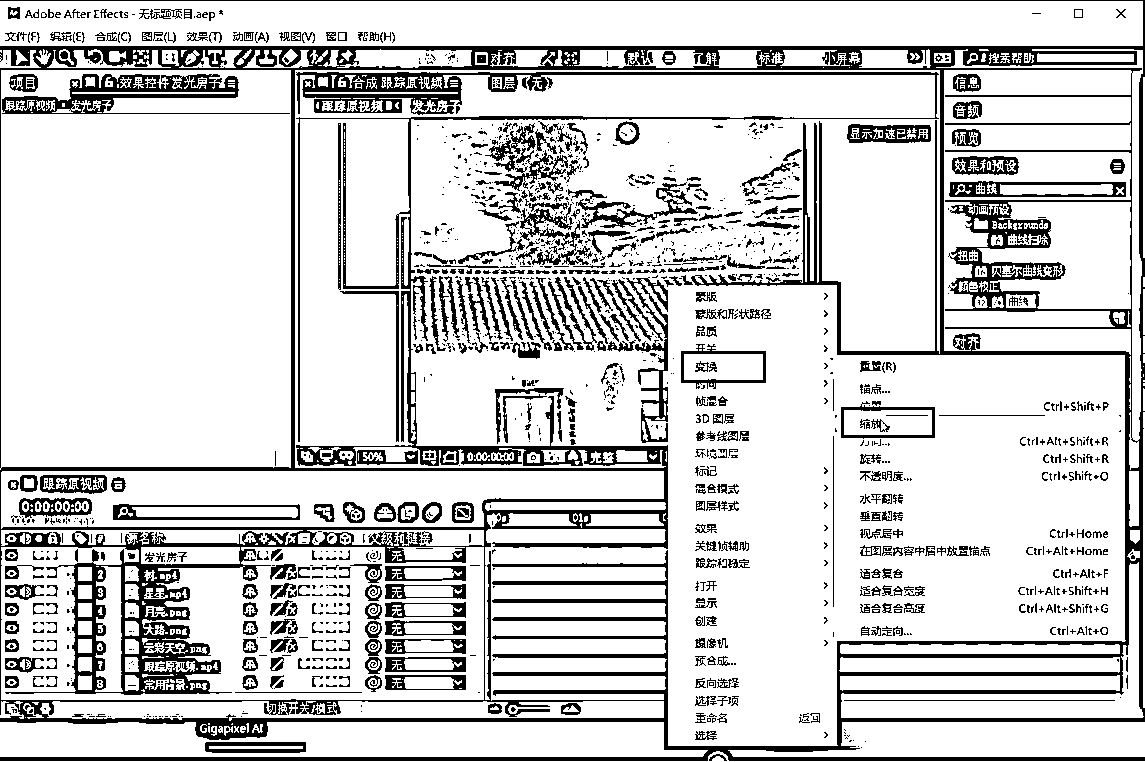 Adobe After Effects - 无标题项目.aep *
文件(F) 编辑(E) 合成(C) 图层(L) 效果(T) 动画(A) 视图(V) 窗口 帮助(H)
对齐 默认 了解 标准 小屏幕 搜索帮助
项目 效果控件 发光房子
跟踪原视频 发光房子
合成 跟踪原视频 图层 (无)
跟踪原视频 发光房子
显示加速已禁用
信息
音频
预览
效果和预设
曲线
动画预设
Backgrounds
曲线扫除
扭曲
贝塞尔曲线变形
颜色校正
曲线
对齐
50% 0:00:00:00 完整
蒙版
蒙版和形状路径
品质
开关
变换
时间
帧混合
3D 图层
参考线图层
环境图层
标记
混合模式
图层样式
效果
关键帧辅助
跟踪和稳定
打开
显示
创建
摄像机
预合成...
反向选择
选择子项
重命名 返回
选择
重置(R)
锚点...
位置 Ctrl+Shift+P
缩放
方向... Ctrl+Alt+Shift+R
旋转... Ctrl+Shift+R
不透明度... Ctrl+Shift+O
水平翻转
垂直翻转
视点居中 Ctrl+Home
在图层内容中居中放置锚点 Ctrl+Alt+Home
适合复合 Ctrl+Alt+F
适合复合宽度 Ctrl+Alt+Shift+H
适合复合高度 Ctrl+Alt+Shift+G
自动定向... Ctrl+Alt+O
跟踪原视频
0:00:00:00
01s
# 源名称 父级和链接
1 发光房子 无
2 树.mp4 无
3 星星.mp4 无
4 月亮.png 无
5 大路.png 无
6 云彩天空.png 无
7 跟踪原视频.mp4 无
8 常用背景.png 无
切换开关/模式
Gigapixel AI